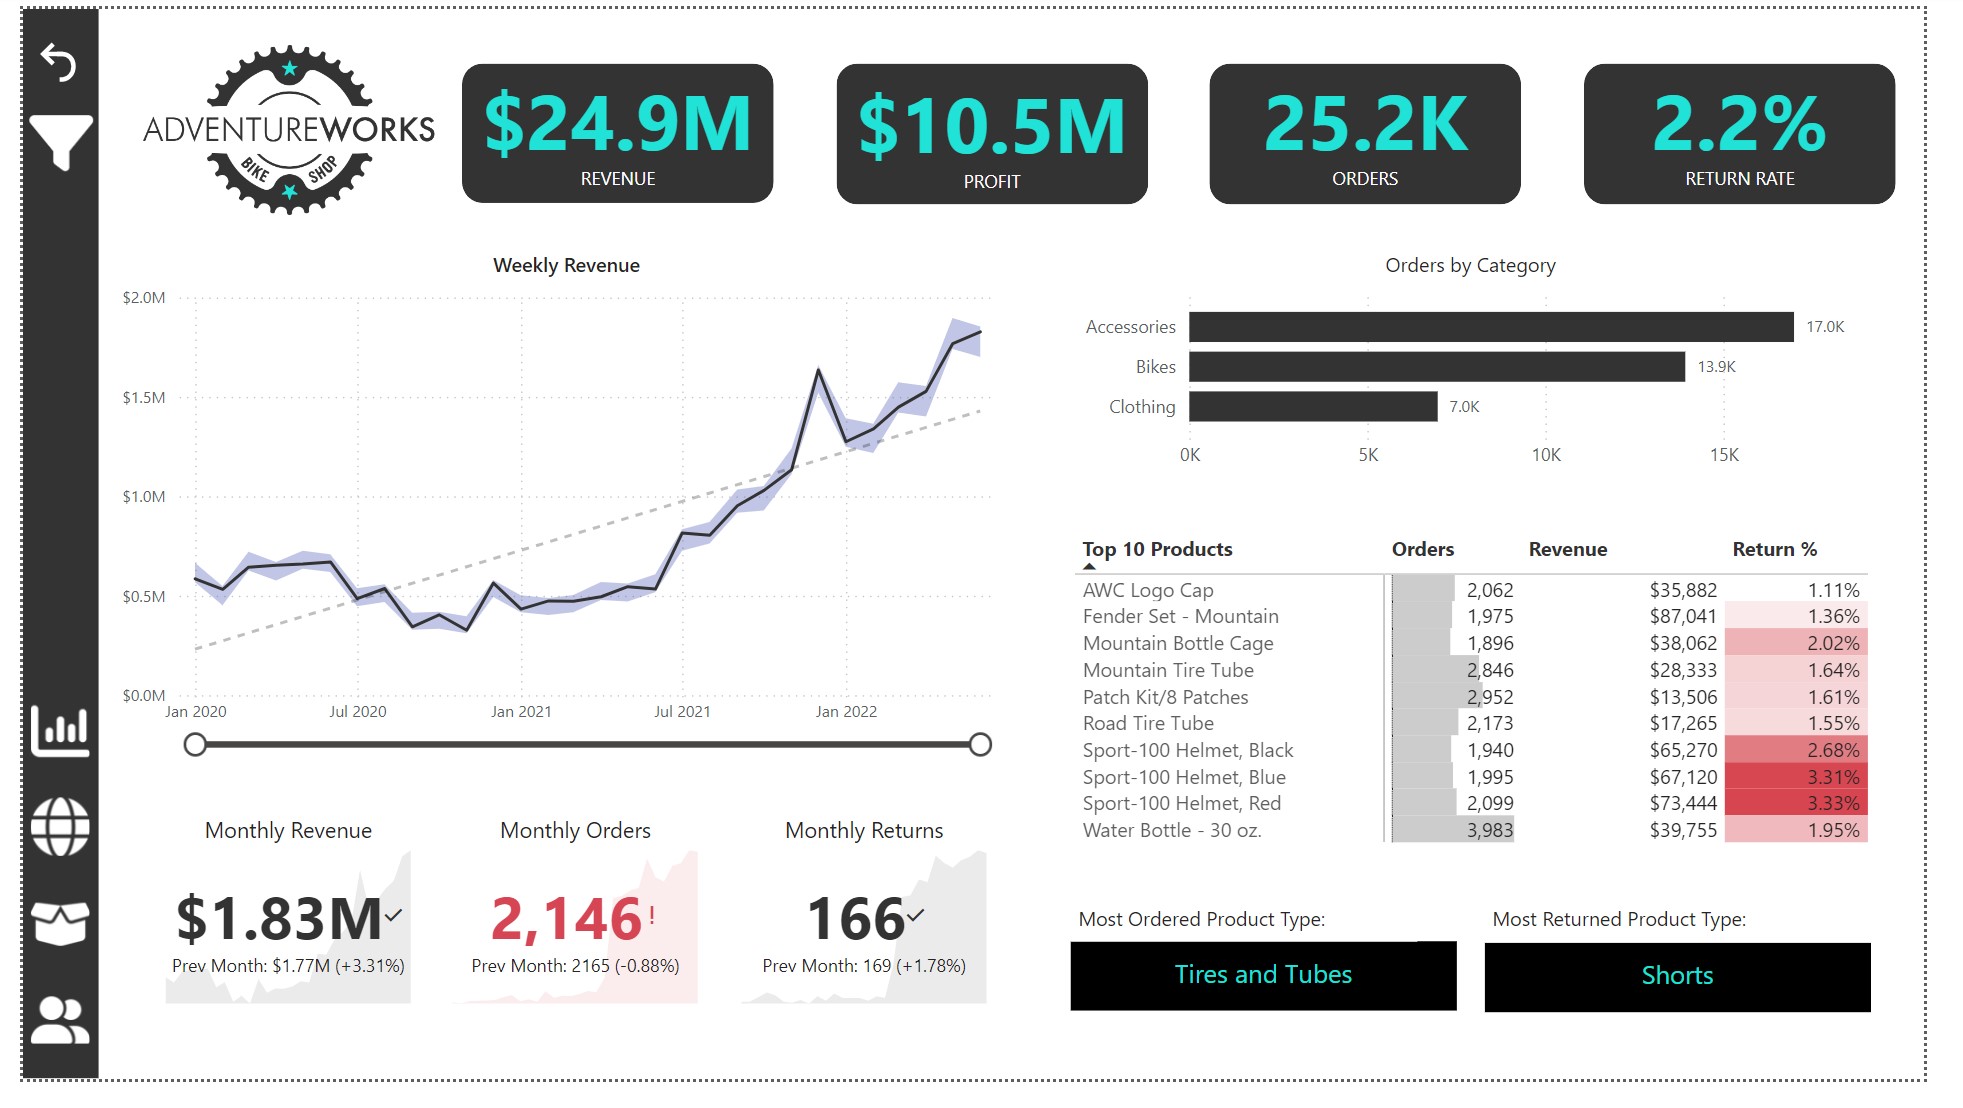 ADVENTUREWORKS
BIKE SHOP
$24.9M
REVENUE
$10.5M
PROFIT
25.2K
ORDERS
2.2%
RETURN RATE
Weekly Revenue
$2.0M
$1.5M
$1.0M
$0.5M
$0.0M
Jan 2020 Jul 2020 Jan 2021 Jul 2021 Jan 2022
Orders by Category
Accessories 17.0K
Bikes 13.9K
Clothing 7.0K
0K 5K 10K 15K
Top 10 Products Orders Revenue Return %
AWC Logo Cap 2,062 $35,882 1.11%
Fender Set - Mountain 1,975 $87,041 1.36%
Mountain Bottle Cage 1,896 $38,062 2.02%
Mountain Tire Tube 2,846 $28,333 1.64%
Patch Kit/8 Patches 2,952 $13,506 1.61%
Road Tire Tube 2,173 $17,265 1.55%
Sport-100 Helmet, Black 1,940 $65,270 2.68%
Sport-100 Helmet, Blue 1,995 $67,120 3.31%
Sport-100 Helmet, Red 2,099 $73,444 3.33%
Water Bottle - 30 oz. 3,983 $39,755 1.95%
Monthly Revenue
$1.83M
Prev Month: $1.77M (+3.31%)
Monthly Orders
2,146!
Prev Month: 2165 (-0.88%)
Monthly Returns
166
Prev Month: 169 (+1.78%)
Most Ordered Product Type:
Tires and Tubes
Most Returned Product Type:
Shorts